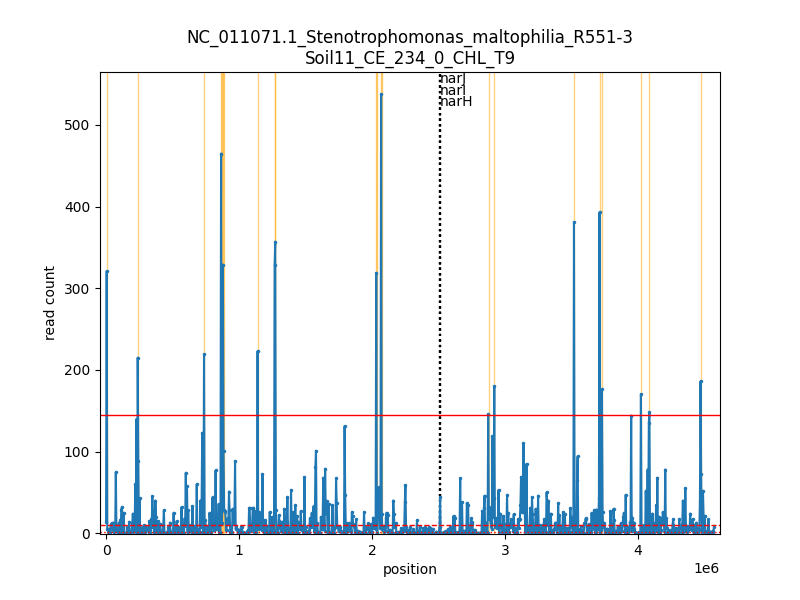 NC_011071.1_Stenotrophomonas_maltophilia_R551-3
Soil11_CE_234_0_CHL_T9
narJ
narI
narH
500
400
300
200
100
0
read count
0 1 2 3 4
1e6
position